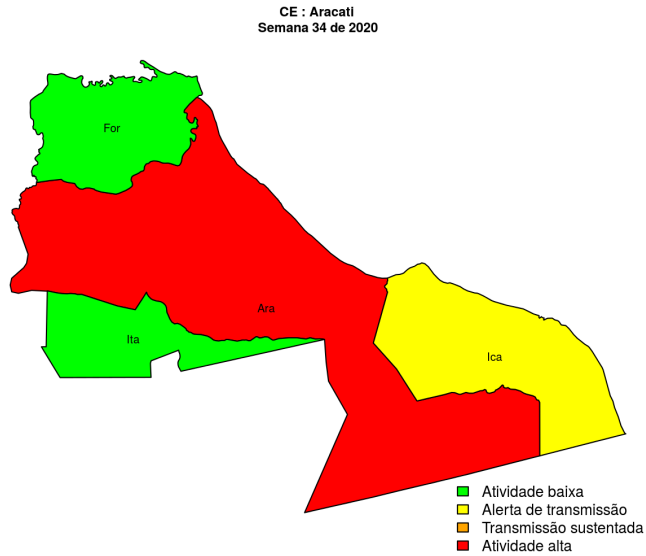 CE : Aracati
Semana 34 de 2020
For
Ara
Ita
Ica
Atividade baixa
Alerta de transmissão
Transmissão sustentada
Atividade alta